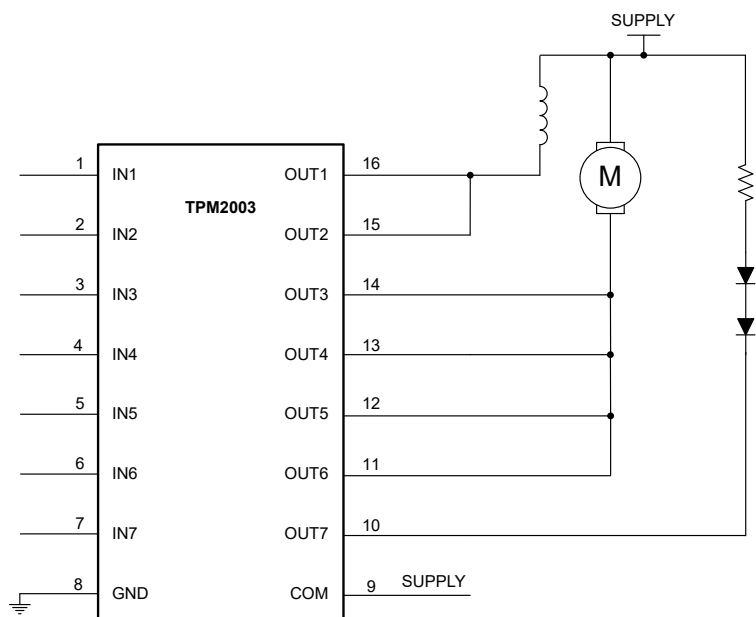 SUPPLY
M
TPM2003
1 IN1 OUT1 16
2 IN2 OUT2 15
3 IN3 OUT3 14
4 IN4 OUT4 13
5 IN5 OUT5 12
6 IN6 OUT6 11
7 IN7 OUT7 10
8 GND COM 9 SUPPLY